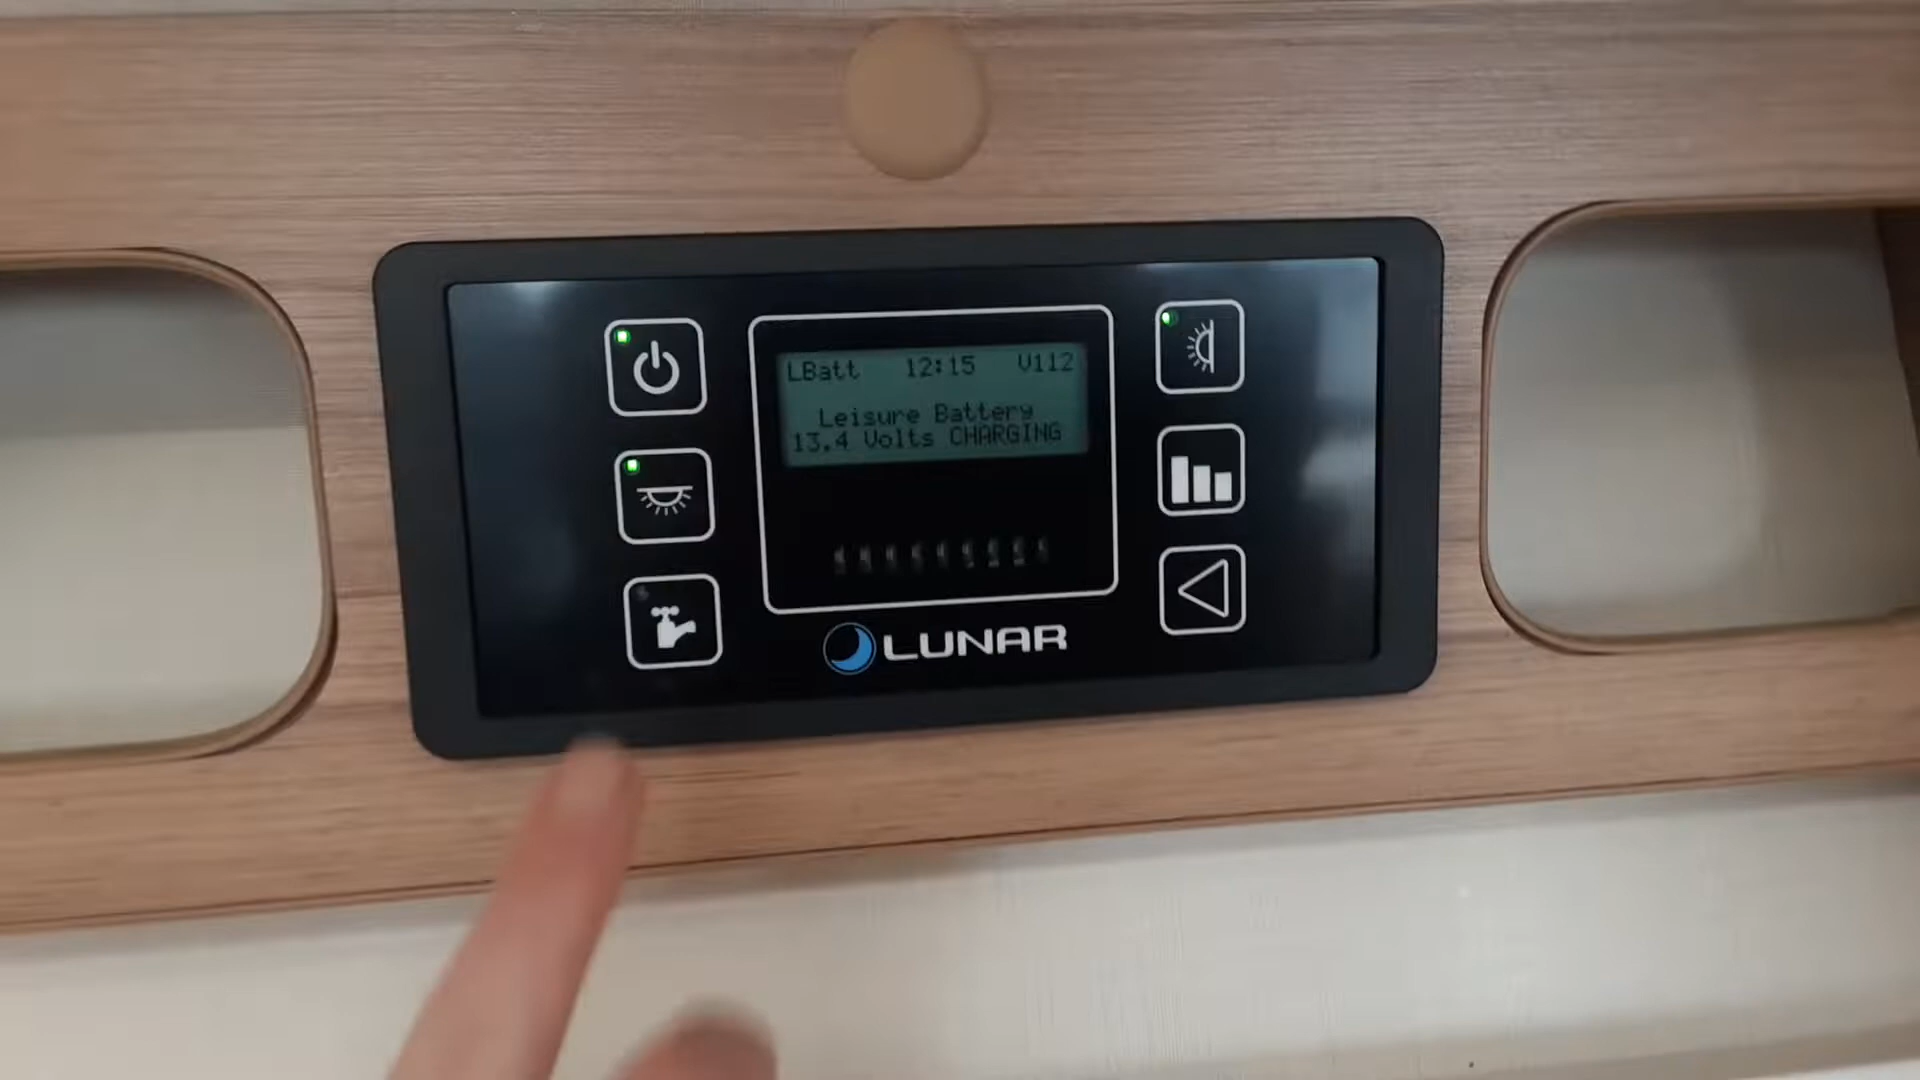 LBatt 12:15 V112
Leisure Battery
13.4 Volts CHARGING
LUNAR